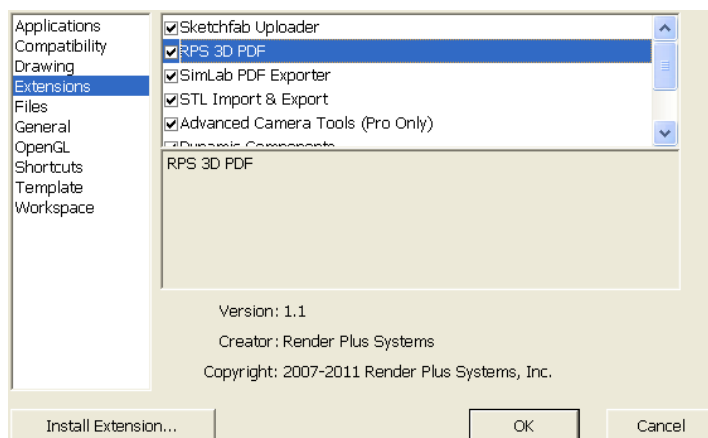 Applications
Compatibility
Drawing
Extensions
Files
General
OpenGL
Shortcuts
Template
Workspace
Sketchfab Uploader
RPS 3D PDF
SimLab PDF Exporter
STL Import & Export
Advanced Camera Tools (Pro Only)
Dynamic Components
RPS 3D PDF
Version: 1.1
Creator: Render Plus Systems
Copyright: 2007-2011 Render Plus Systems, Inc.
Install Extension...
OK
Cancel